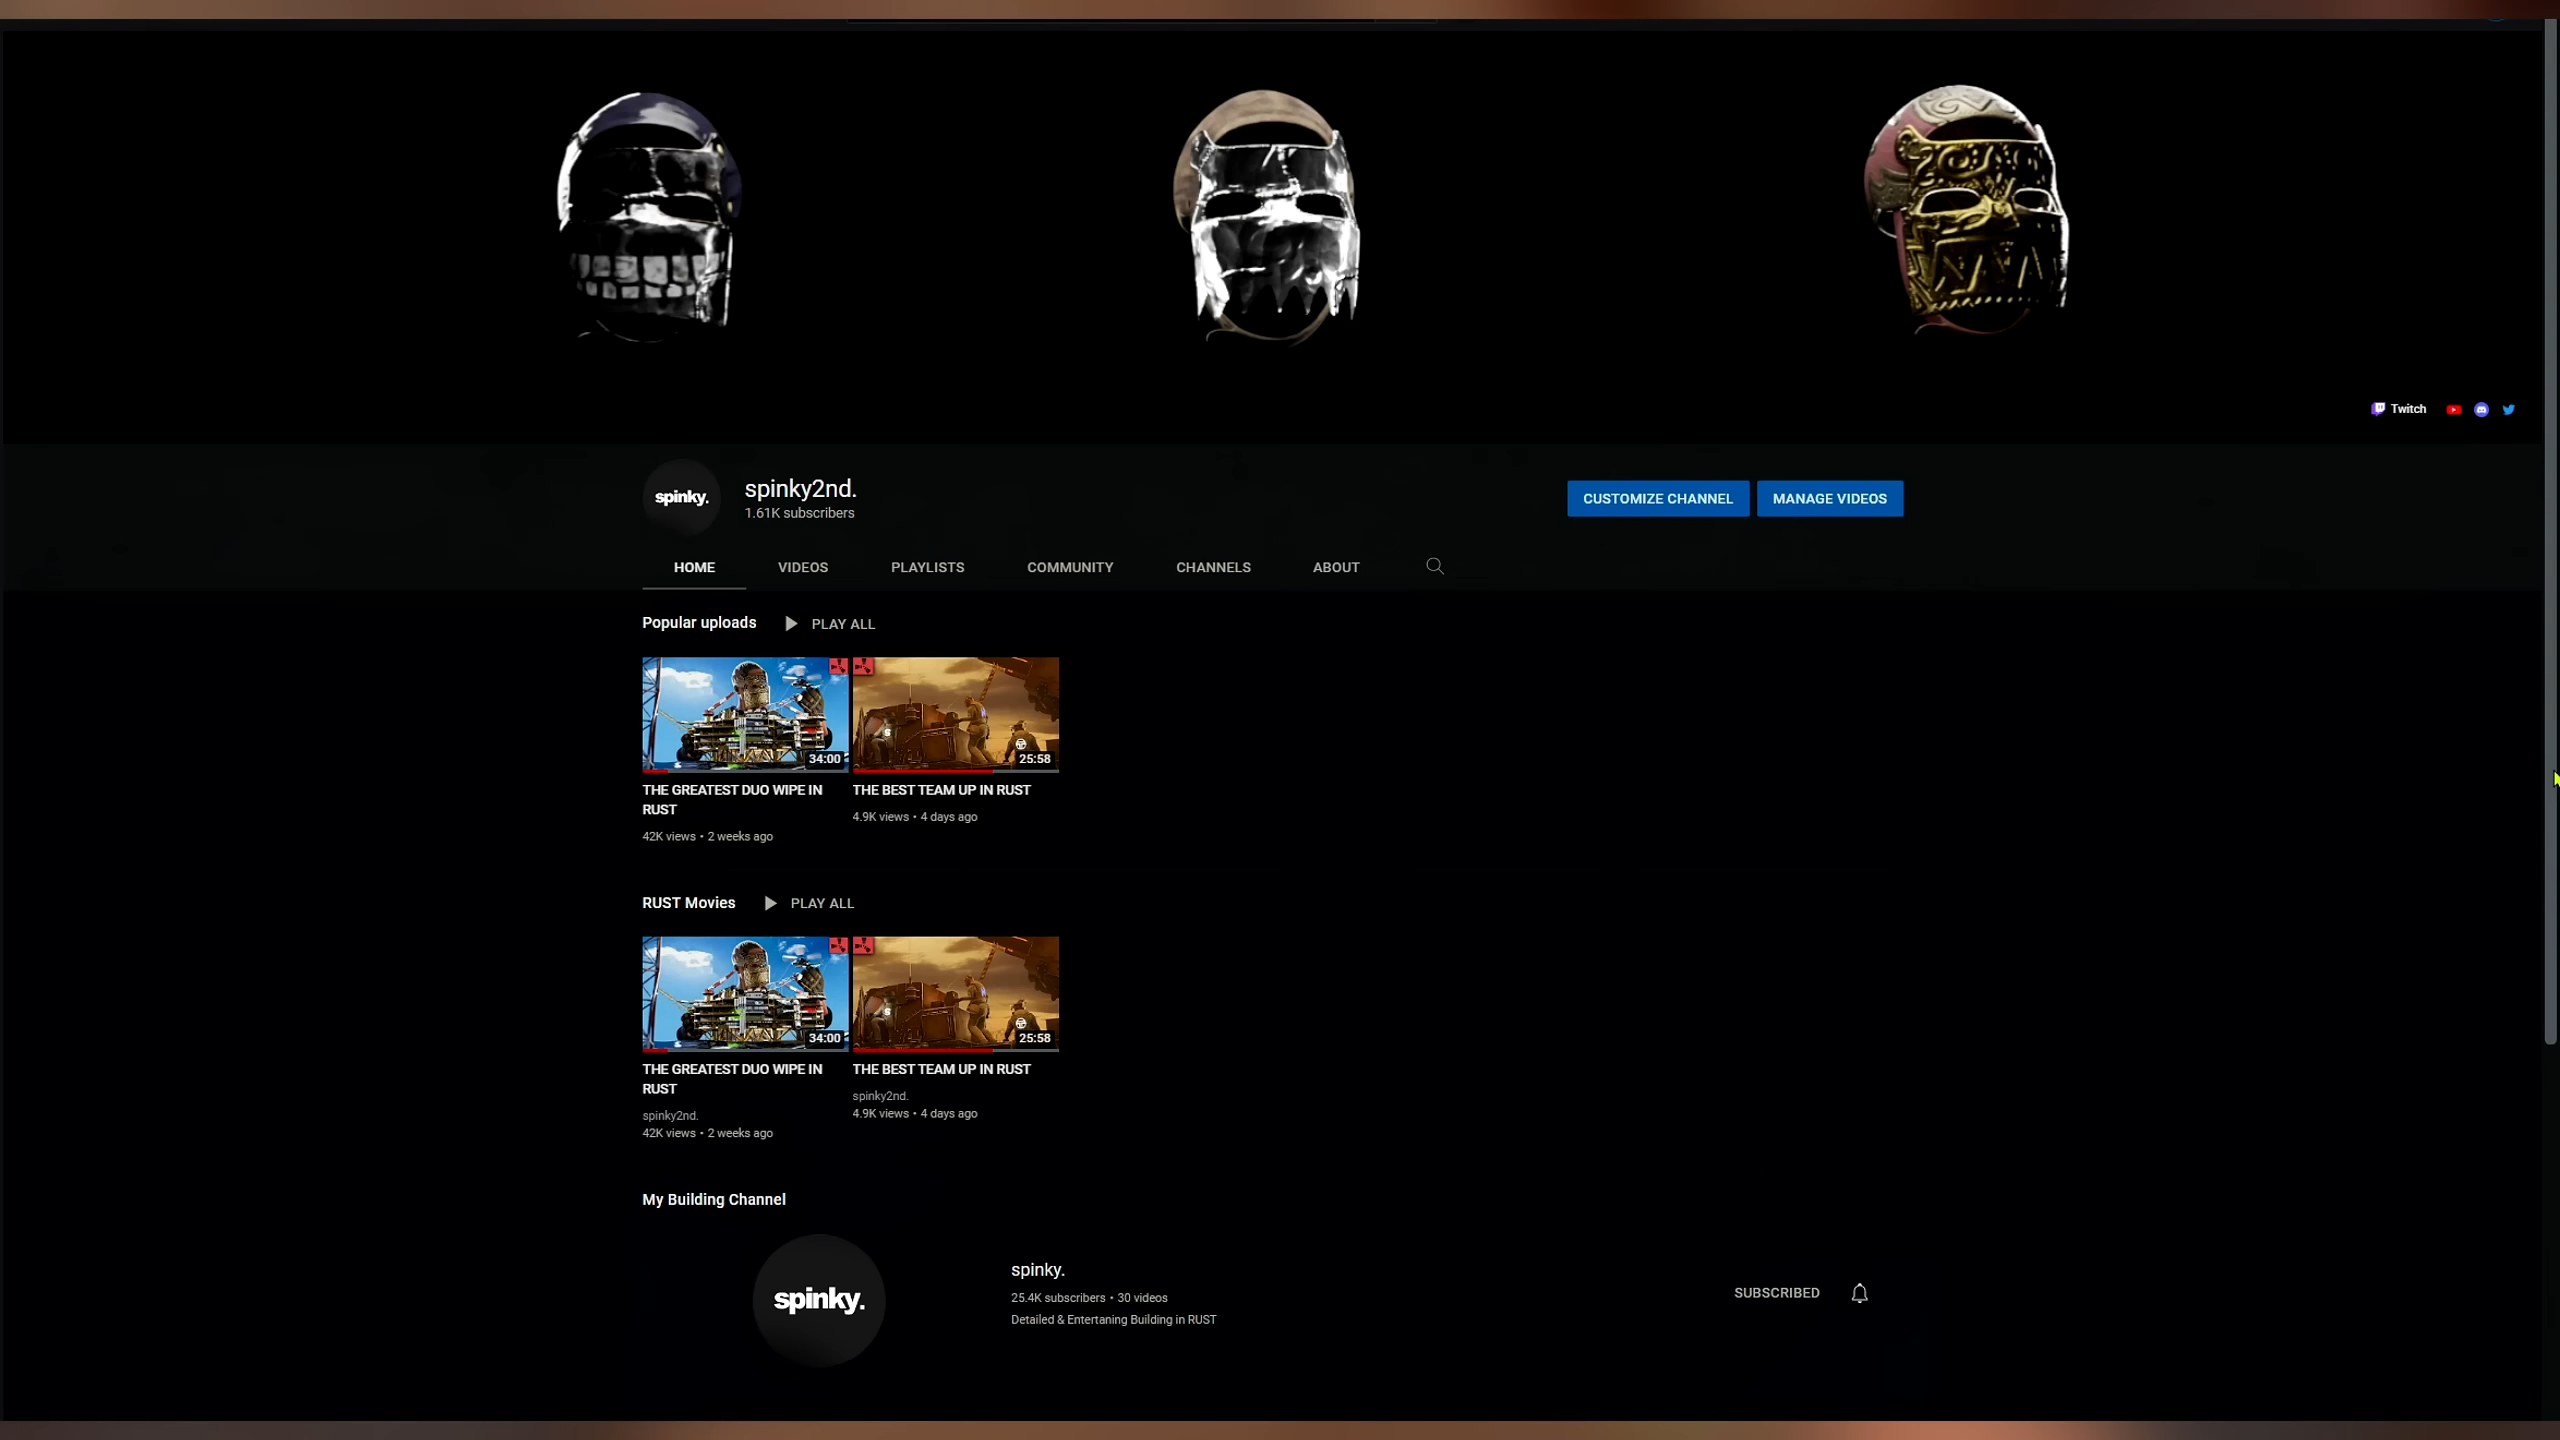 Twitch
spinky.
spinky2nd.
1.61K subscribers
CUSTOMIZE CHANNEL
MANAGE VIDEOS
HOME
VIDEOS
PLAYLISTS
COMMUNITY
CHANNELS
ABOUT
Popular uploads
PLAY ALL
34:00
25:58
THE GREATEST DUO WIPE IN
RUST
42K views • 2 weeks ago
THE BEST TEAM UP IN RUST
4.9K views • 4 days ago
RUST Movies
PLAY ALL
34:00
25:58
THE GREATEST DUO WIPE IN
RUST
spinky2nd.
42K views • 2 weeks ago
THE BEST TEAM UP IN RUST
spinky2nd.
4.9K views • 4 days ago
My Building Channel
spinky.
spinky.
25.4K subscribers • 30 videos
Detailed & Entertaning Building in RUST
SUBSCRIBED